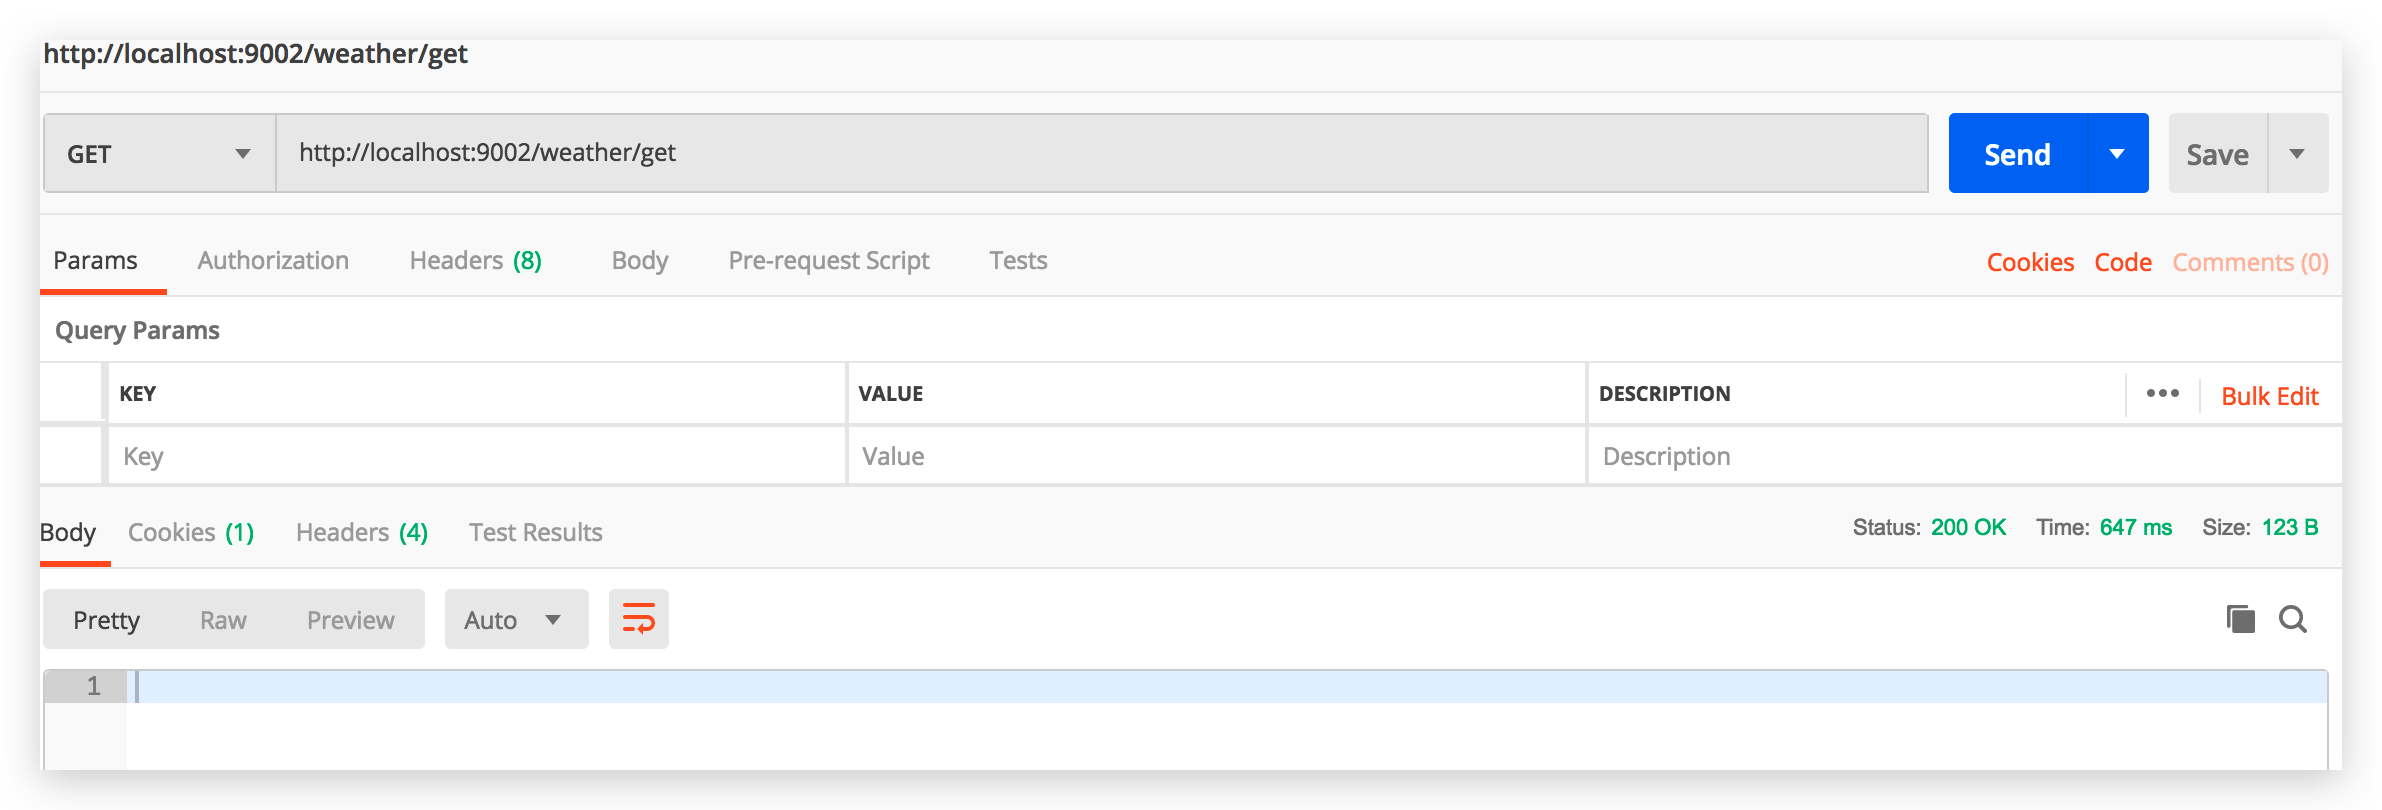 http://localhost:9002/weather/get
GET http://localhost:9002/weather/get Send Save
Params Authorization Headers (8) Body Pre-request Script Tests Cookies Code Comments (0)
Query Params
KEY VALUE DESCRIPTION ••• Bulk Edit
Key Value Description
Body Cookies (1) Headers (4) Test Results Status: 200 OK Time: 647 ms Size: 123 B
Pretty Raw Preview Auto
1